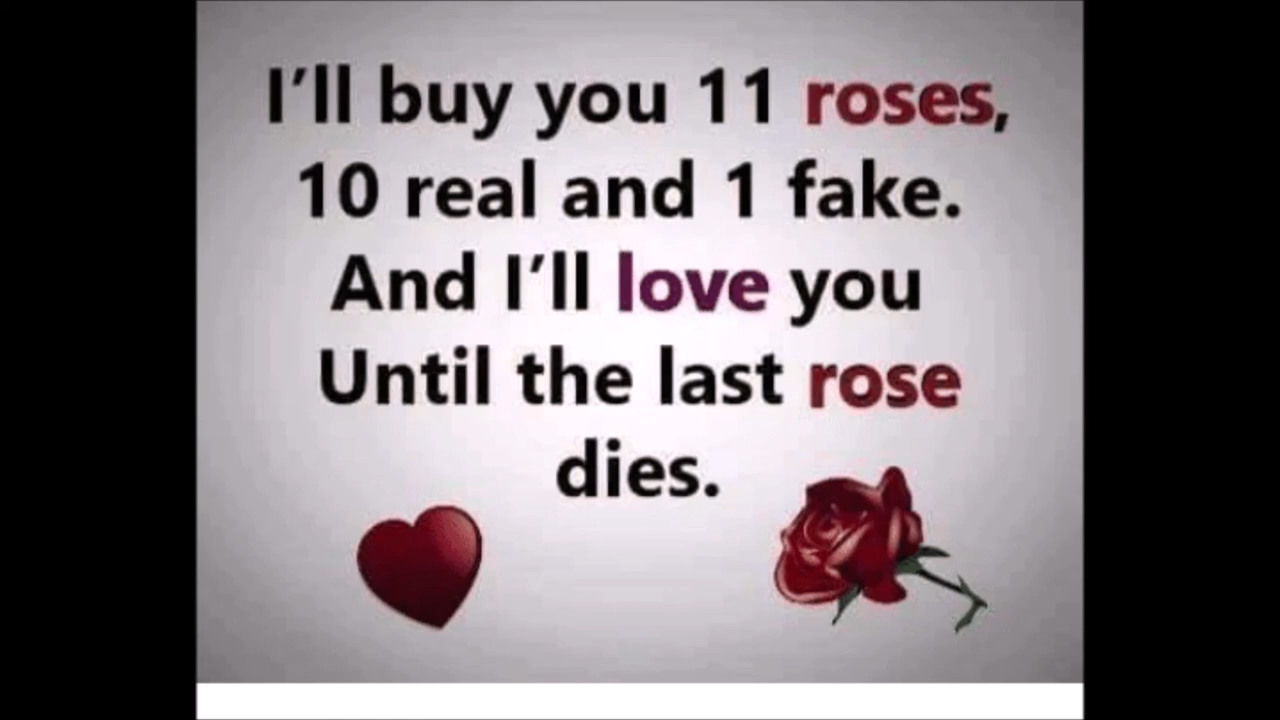 I’ll buy you 11 roses,
10 real and 1 fake.
And I’ll love you
Until the last rose
dies.